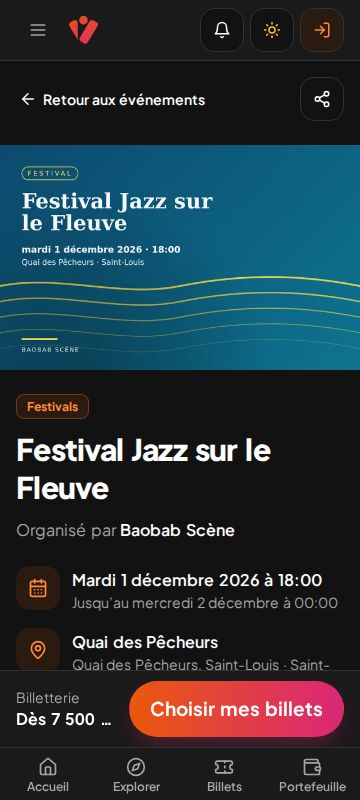 Retour aux événements
FESTIVAL
Festival Jazz sur
le Fleuve
mardi 1 décembre 2026 · 18:00
Quai des Pêcheurs · Saint-Louis
BAOBAB SCÈNE
Festivals
Festival Jazz sur le
Fleuve
Organisé par Baobab Scène
Mardi 1 décembre 2026 à 18:00
Jusqu'au mercredi 2 décembre à 00:00
Quai des Pêcheurs
Quai des Pêcheurs, Saint-Louis · Saint-
Billetterie
Dès 7 500 ...
Choisir mes billets
Accueil
Explorer
Billets
Portefeuille